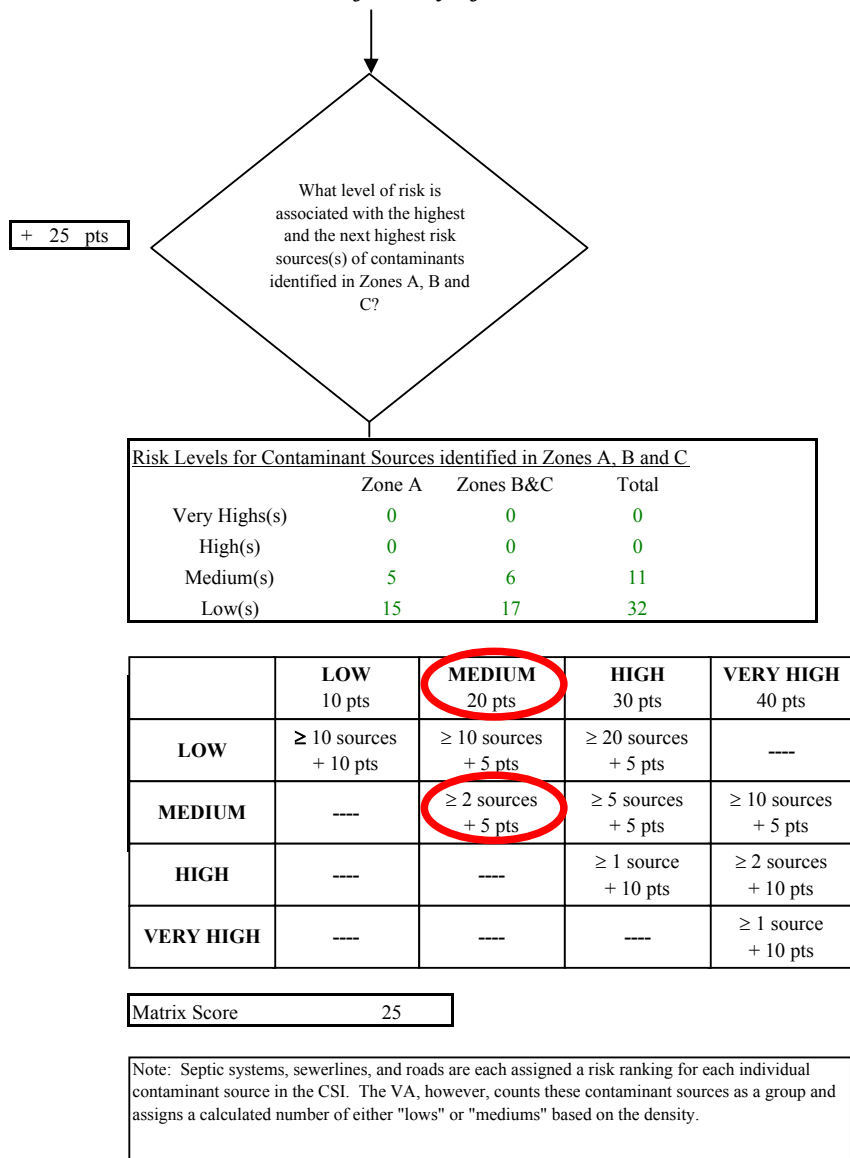 What level of risk is
associated with the highest
and the next highest risk
sources(s) of contaminants
identified in Zones A, B and
C?
+ 25 pts
Risk Levels for Contaminant Sources identified in Zones A, B and C
Zone A Zones B&C Total
Very Highs(s) 0 0 0
High(s) 0 0 0
Medium(s) 5 6 11
Low(s) 15 17 32
LOW MEDIUM HIGH VERY HIGH
10 pts 20 pts 30 pts 40 pts
LOW ≥ 10 sources ≥ 10 sources ≥ 20 sources ----
+ 10 pts + 5 pts + 5 pts
MEDIUM ---- ≥ 2 sources ≥ 5 sources ≥ 10 sources
+ 5 pts + 5 pts + 5 pts
HIGH ---- ---- ≥ 1 source ≥ 2 sources
+ 10 pts + 10 pts
VERY HIGH ---- ---- ---- ≥ 1 source
+ 10 pts
Matrix Score 25
Note: Septic systems, sewerlines, and roads are each assigned a risk ranking for each individual
contaminant source in the CSI. The VA, however, counts these contaminant sources as a group and
assigns a calculated number of either "lows" or "mediums" based on the density.